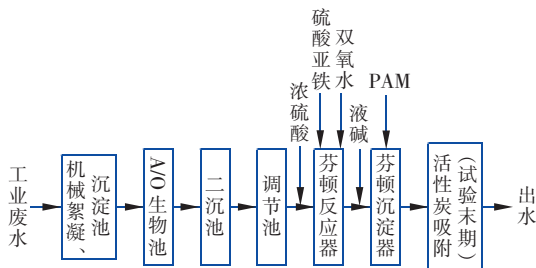 工业废水
机械絮凝、
沉淀池
A/O生物池
二沉池
调节池
浓硫酸
芬顿反应器
硫酸亚铁
双氧水
液碱
芬顿沉淀器
PAM
活性炭吸附
(试验末期)
出水